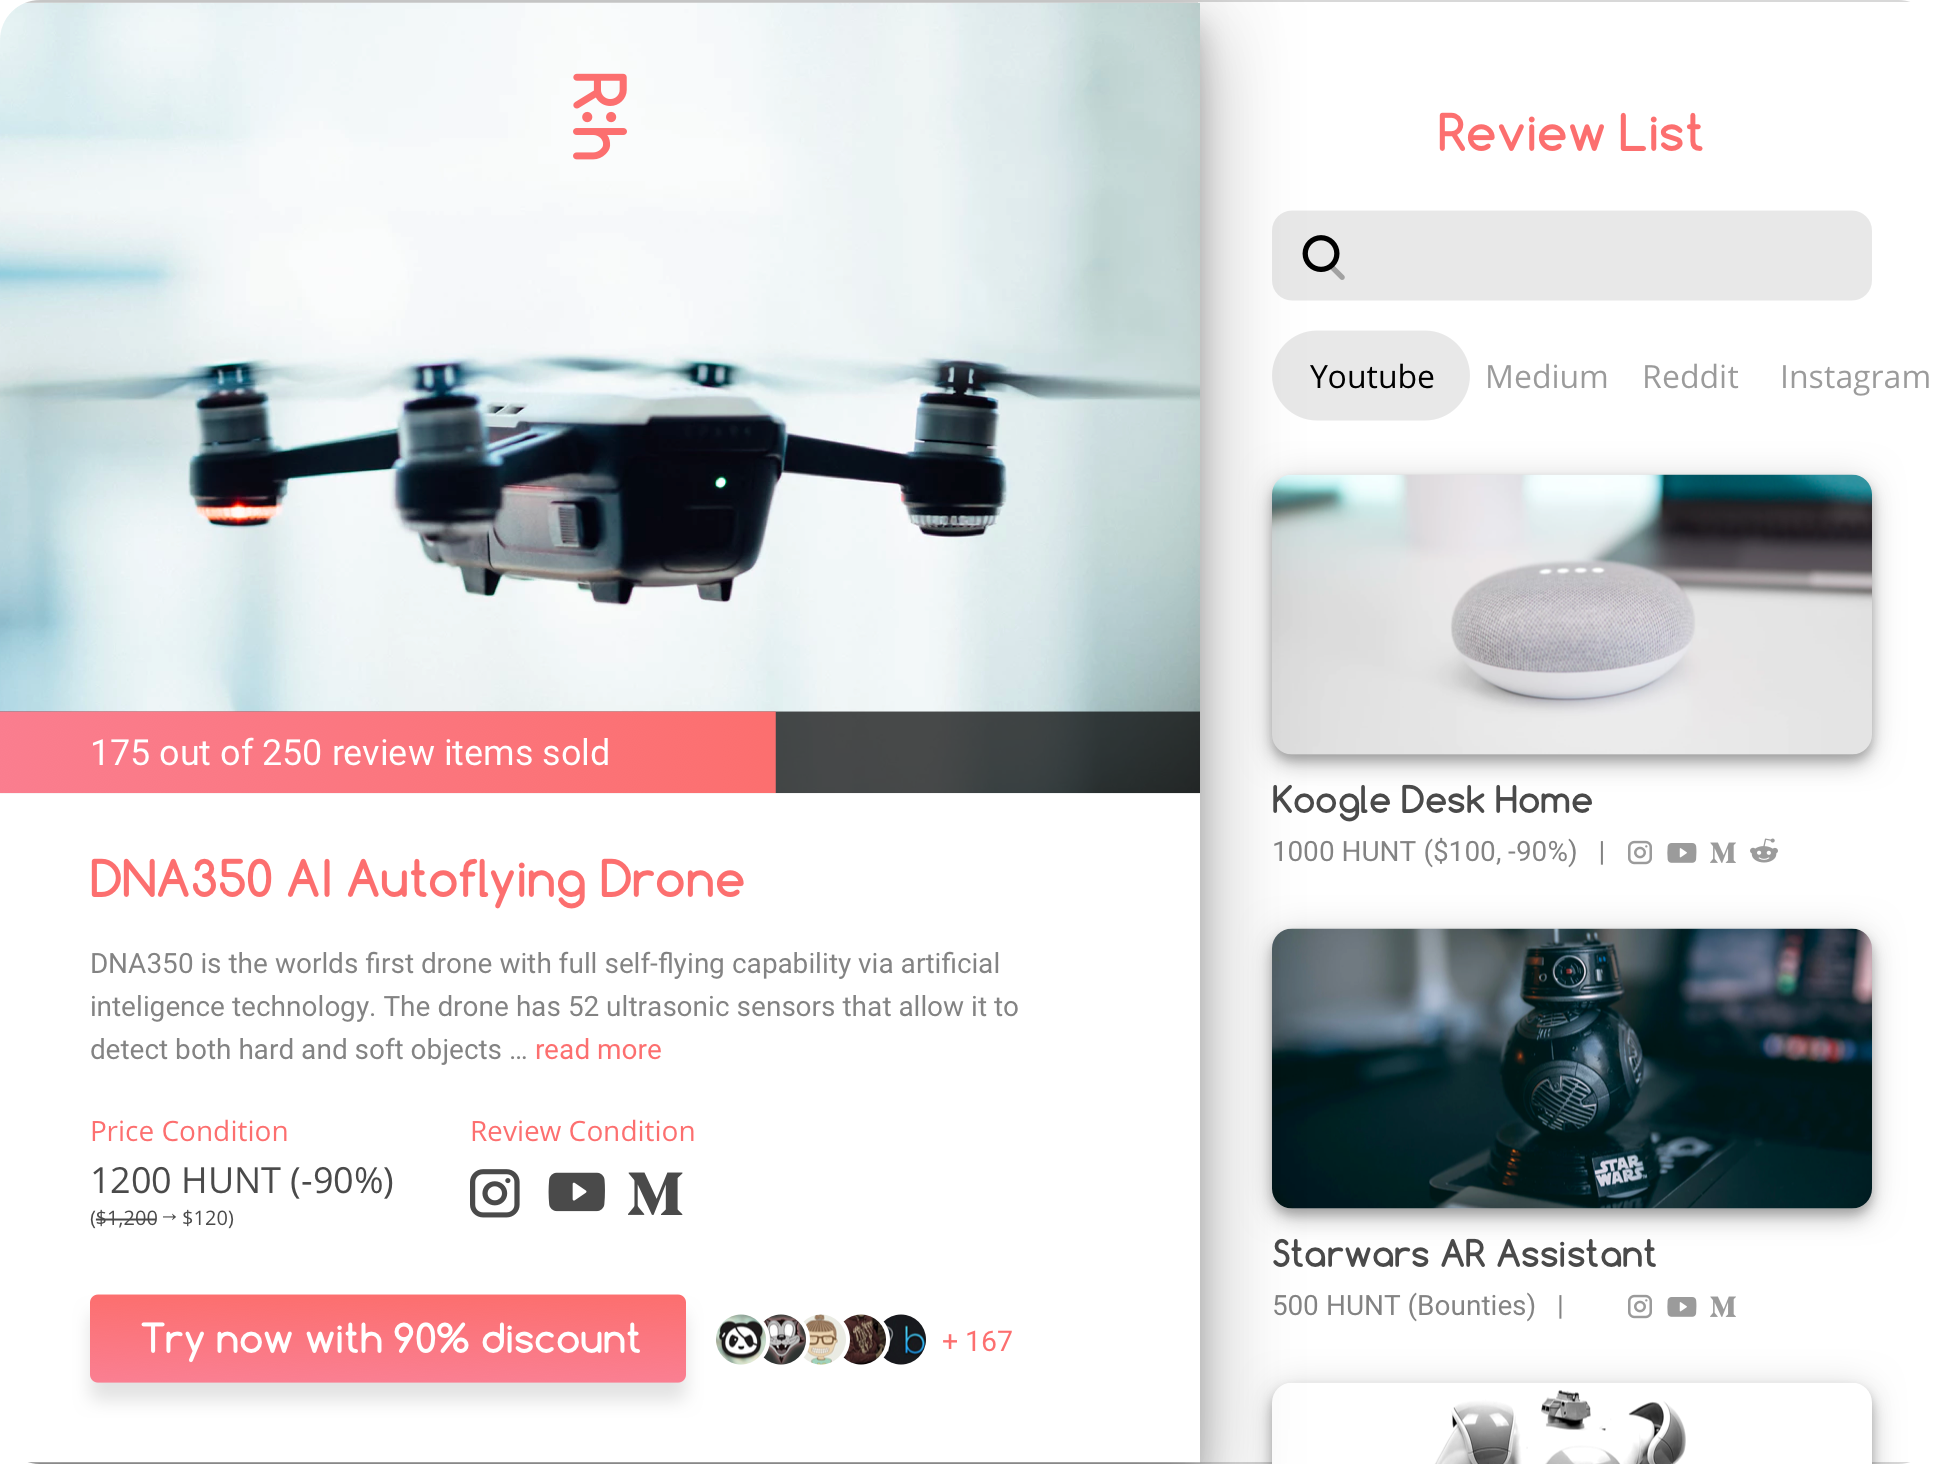 R:h
175 out of 250 review items sold
DNA350 AI Autoflying Drone
DNA350 is the worlds first drone with full self-flying capability via artificial
inteligence technology. The drone has 52 ultrasonic sensors that allow it to
detect both hard and soft objects ... read more
Price Condition
1200 HUNT (-90%)
($1,200 → $120)
Review Condition
M
Try now with 90% discount
b
+ 167
Review List
Youtube Medium Reddit Instagram
Koogle Desk Home
1000 HUNT ($100, -90%) | M
STAR
WARS
Starwars AR Assistant
500 HUNT (Bounties) | M